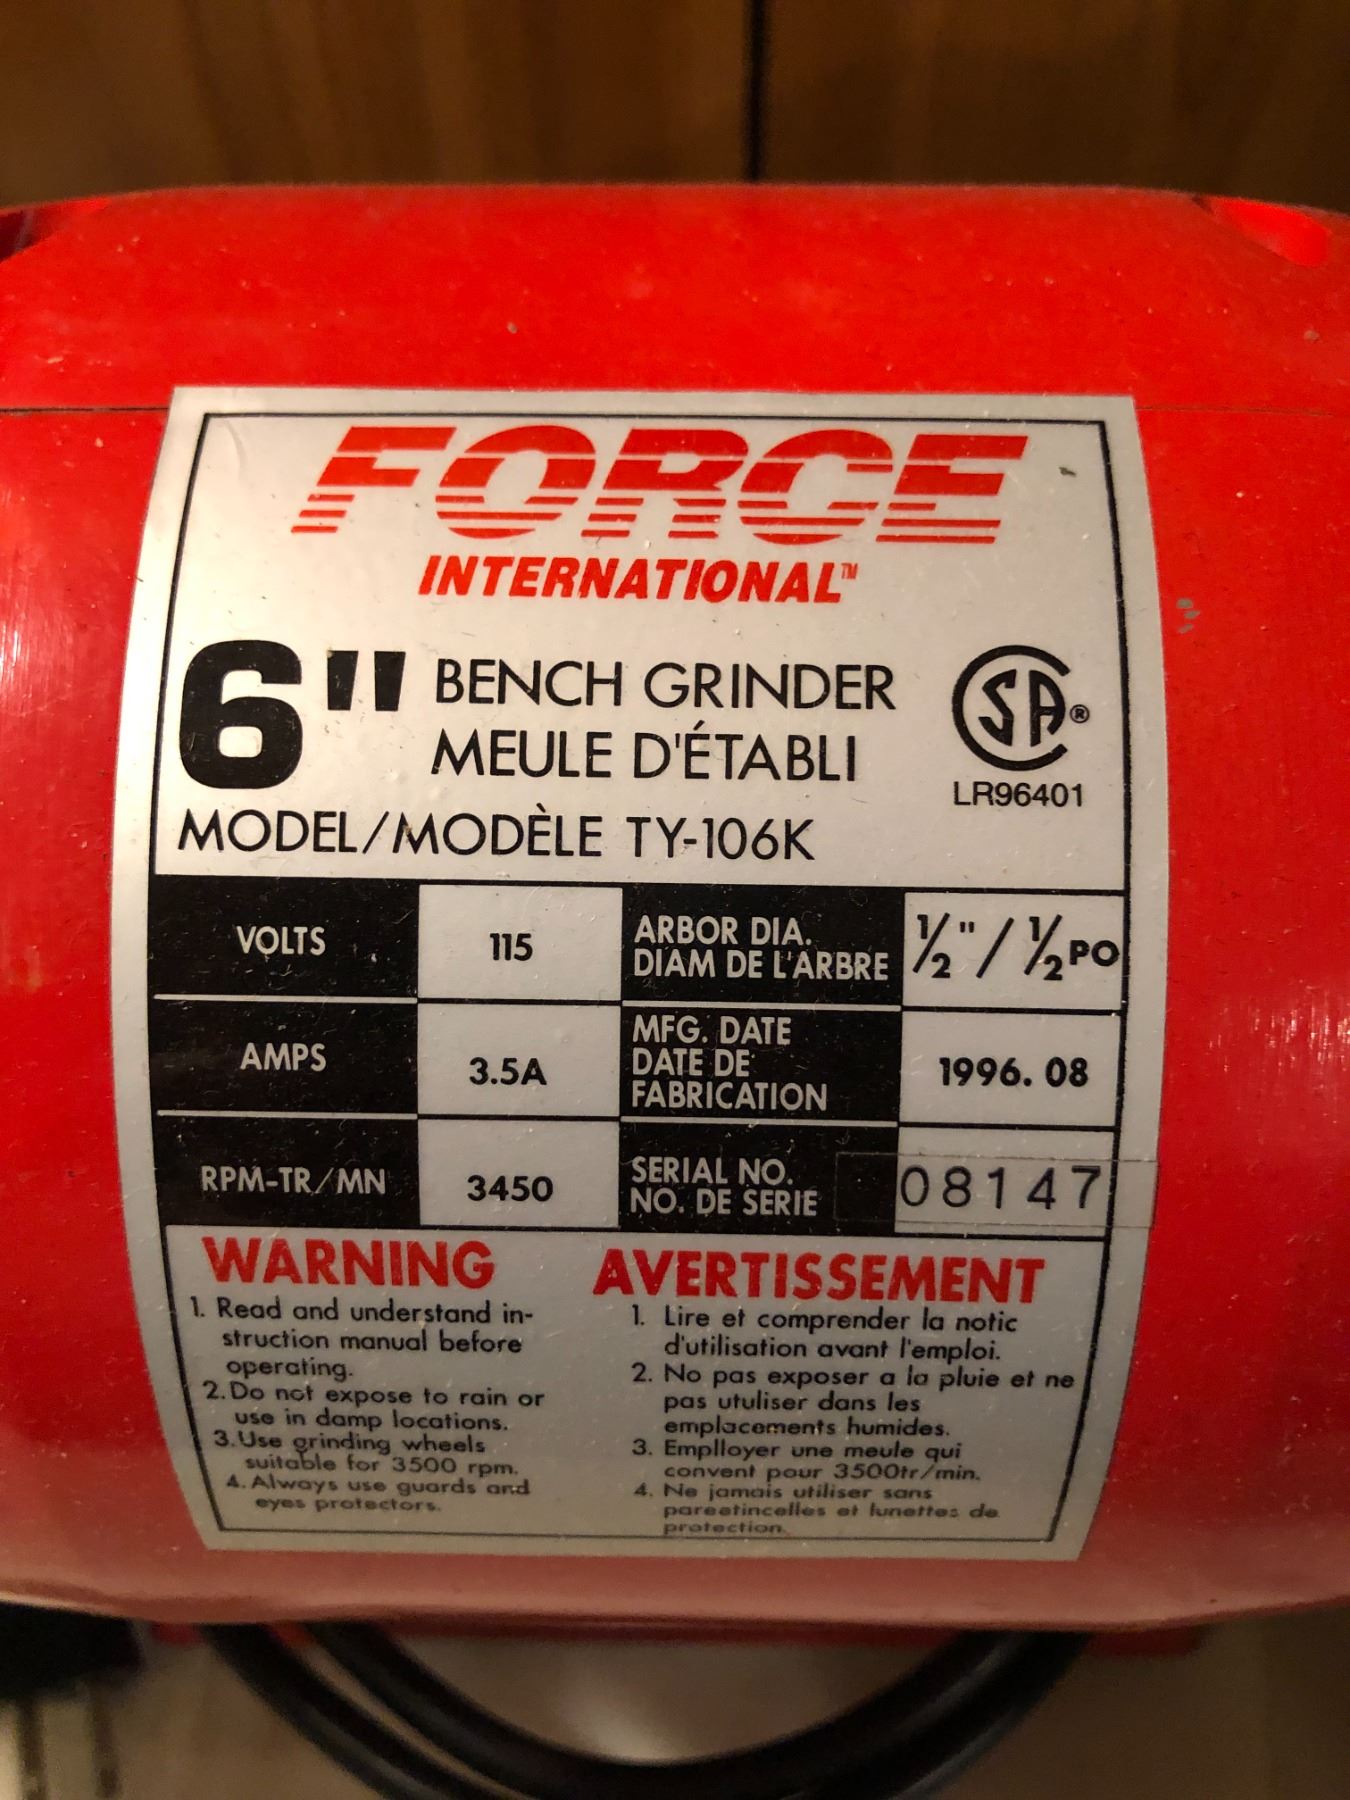 FORCE
INTERNATIONAL™
6" BENCH GRINDER
MEULE D'ÉTABLI
CSA®
LR96401
MODEL/MODÈLE TY-106K
VOLTS 115
ARBOR DIA.
DIAM DE L'ARBRE
½" / ½PO
AMPS 3.5A
MFG. DATE
DATE DE
FABRICATION
1996. 08
RPM-TR/MN 3450
SERIAL NO.
NO. DE SERIE
08147
WARNING
1. Read and understand in-
struction manual before
operating.
2. Do not expose to rain or
use in damp locations.
3. Use grinding wheels
suitable for 3500 rpm.
4. Always use guards and
eyes protectors.
AVERTISSEMENT
1. Lire et comprender la notic
d'utilisation avant l'emploi.
2. No pas exposer a la pluie et ne
pas utuliser dans les
emplacements humides.
3. Emplloyer une meule qui
convent pour 3500tr/min.
4. Ne jamais utiliser sans
pareetincelles et lunettes de
protection.